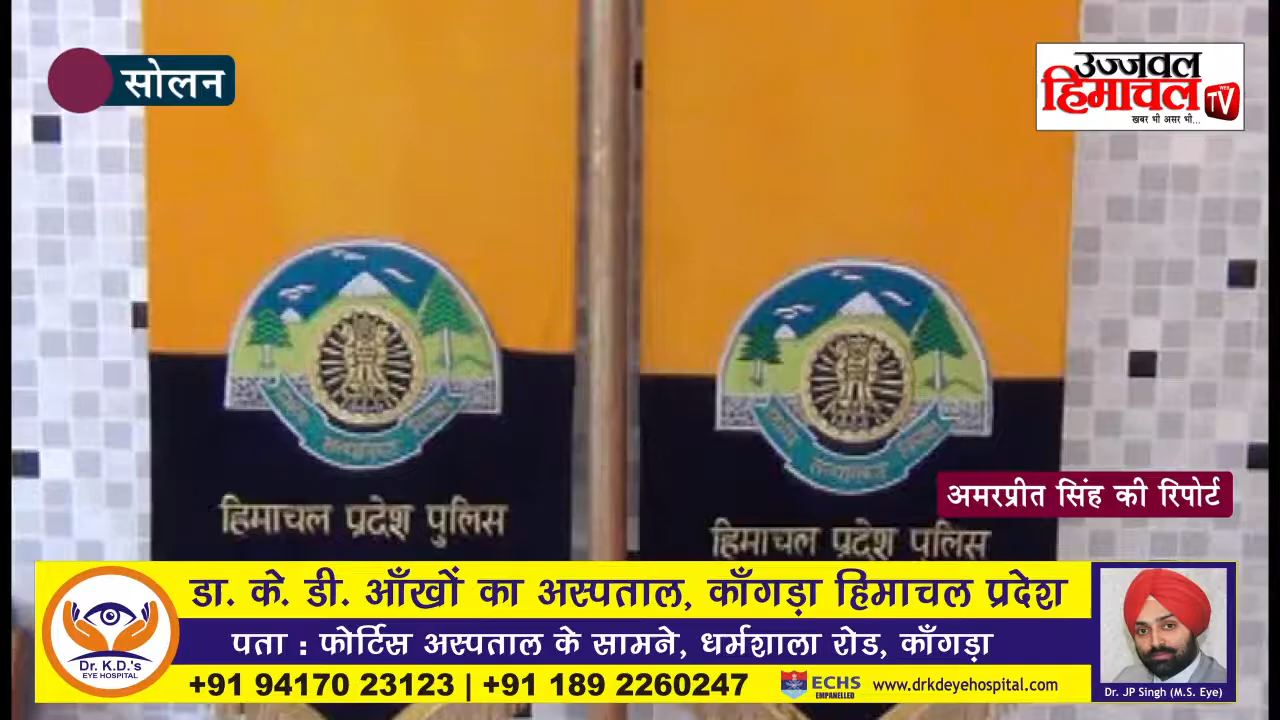 सोलन
उज्जवल
हिमाचल
WEB
TV
खबर भी असर भी...
हिमाचल प्रदेश पुलिस
हिमाचल प्रदेश पुलिस
अमरप्रीत सिंह की रिपोर्ट
डा. के. डी. आँखों का अस्पताल, काँगड़ा हिमाचल प्रदेश
पता : फोर्टिस अस्पताल के सामने, धर्मशाला रोड, काँगड़ा
+91 94170 23123 | +91 189 2260247
ECHS
EMPANELLED
www.drkdeyehospital.com
Dr. K.D.'s
EYE HOSPITAL
Dr. JP Singh (M.S. Eye)